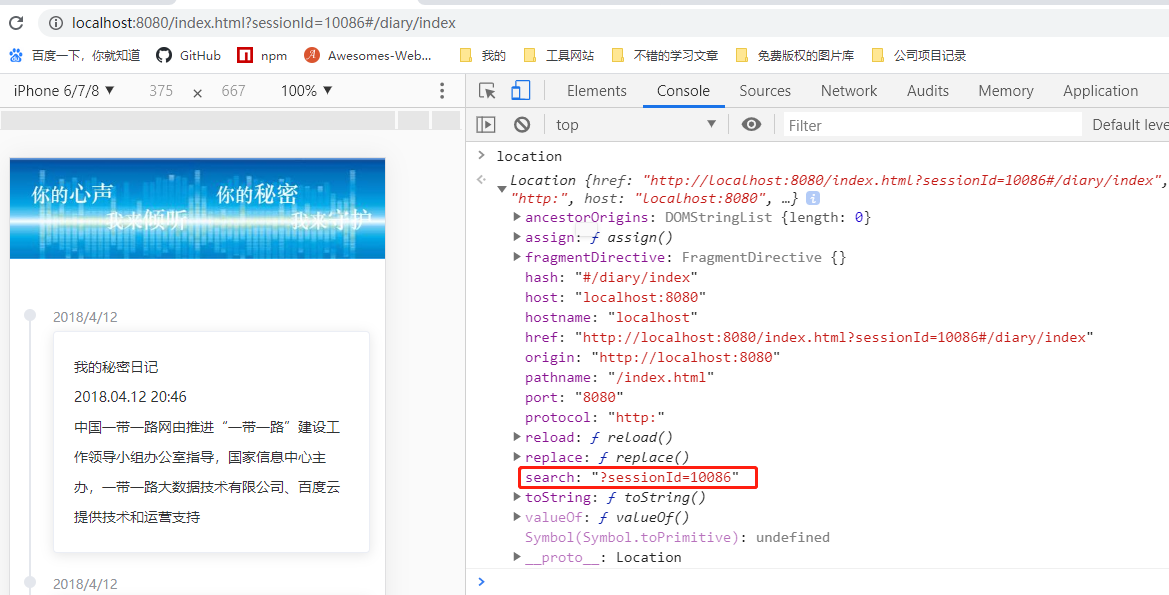 localhost:8080/index.html?sessionId=10086#/diary/index
百度一下，你就知道 GitHub npm Awesomes-Web... 我的 工具网站 不错的学习文章 免费版权的图片库 公司项目记录
iPhone 6/7/8 ▼ 375 × 667 100% ▼
Elements Console Sources Network Audits Memory Application
top ▼ Filter Default leve
你的心声 你的秘密
我来倾听 我来守护
2018/4/12
我的秘密日记
2018.04.12 20:46
中国一带一路网由推进“一带一路”建设工
作领导小组办公室指导，国家信息中心主
办，一带一路大数据技术有限公司、百度云
提供技术和运营支持
2018/4/12
> location
Location {href: "http://localhost:8080/index.html?sessionId=10086#/diary/index",
"http:", host: "localhost:8080", …}
ancestorOrigins: DOMStringList {length: 0}
assign: ƒ assign()
fragmentDirective: FragmentDirective {}
hash: "#/diary/index"
host: "localhost:8080"
hostname: "localhost"
href: "http://localhost:8080/index.html?sessionId=10086#/diary/index"
origin: "http://localhost:8080"
pathname: "/index.html"
port: "8080"
protocol: "http:"
reload: ƒ reload()
replace: ƒ replace()
search: "?sessionId=10086"
toString: ƒ toString()
valueOf: ƒ valueOf()
Symbol(Symbol.toPrimitive): undefined
__proto__: Location
>